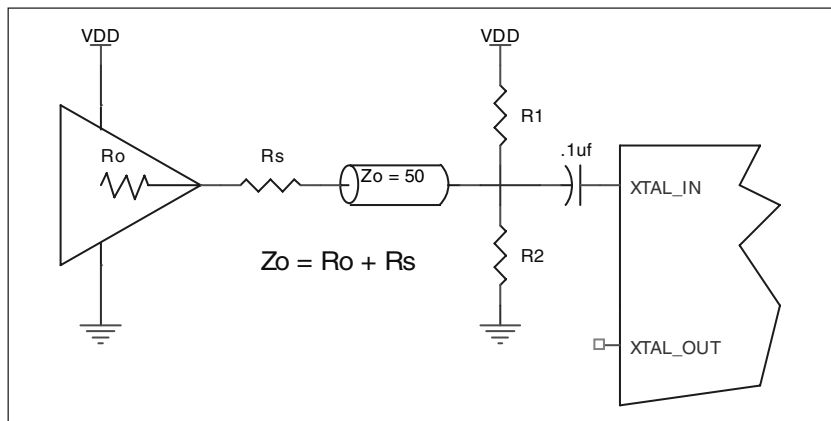 VDD
VDD
R1
Ro
Rs
Zo = 50
.1uf
XTAL_IN
Zo = Ro + Rs
R2
XTAL_OUT